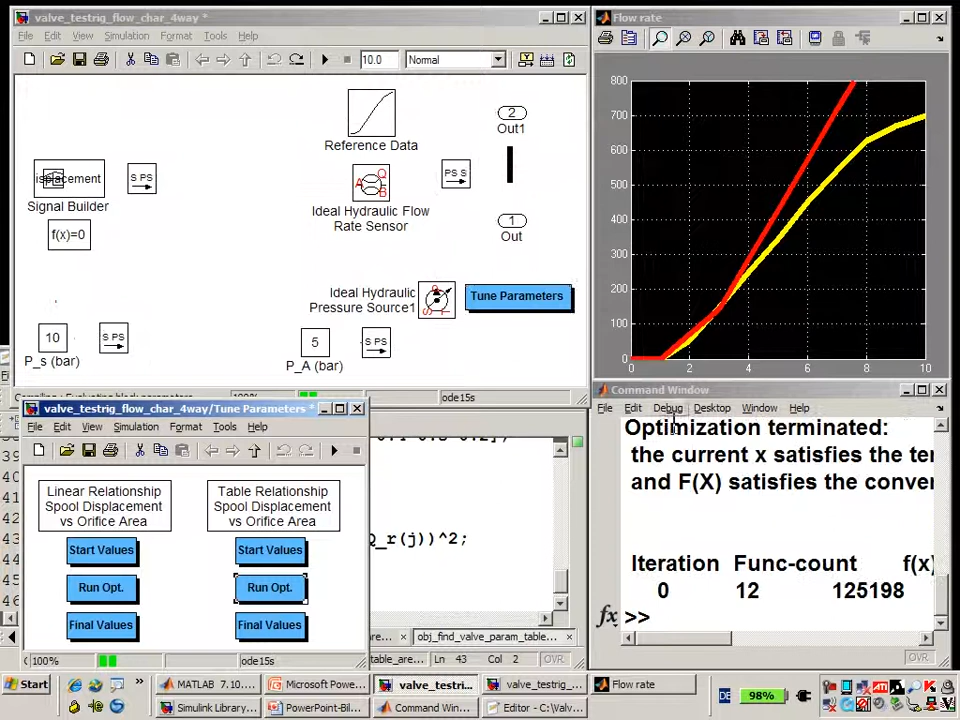 valve_testrig_flow_char_4way *
File Edit View Simulation Format Tools Help
10.0 Normal
Reference Data
2
Out1
S PS
Signal Builder
f(x)=0
A Q B
Ideal Hydraulic Flow
Rate Sensor
PS S
1
Out
Ideal Hydraulic
Pressure Source1
Tune Parameters
10
S PS
P_s (bar)
5
S PS
P_A (bar)
100%
ode15s
Flow rate
800
700
600
500
400
300
200
100
0
0 2 4 6 8 10
valve_testrig_flow_char_4way/Tune Parameters *
File Edit View Simulation Format Tools Help
Linear Relationship
Spool Displacement
vs Orifice Area
Table Relationship
Spool Displacement
vs Orifice Area
Start Values
Start Values
Run Opt.
Run Opt.
Final Values
Final Values
100%
ode15s
Q_r(j))^2;
obj_find_valve_param_table...
table_are...
Ln 43 Col 2 OVR
Command Window
File Edit Debug Desktop Window Help
Optimization terminated:
the current x satisfies the ter
and F(X) satisfies the conver
Iteration Func-count f(x)
0 12 125198
fx >>
OVR
Start
MATLAB 7.10....
Microsoft Powe...
valve_testri...
valve_testrig_...
Flow rate
Simulink Library...
PowerPoint-Bil...
Command Win...
Editor - C:\Valv...
DE
98%